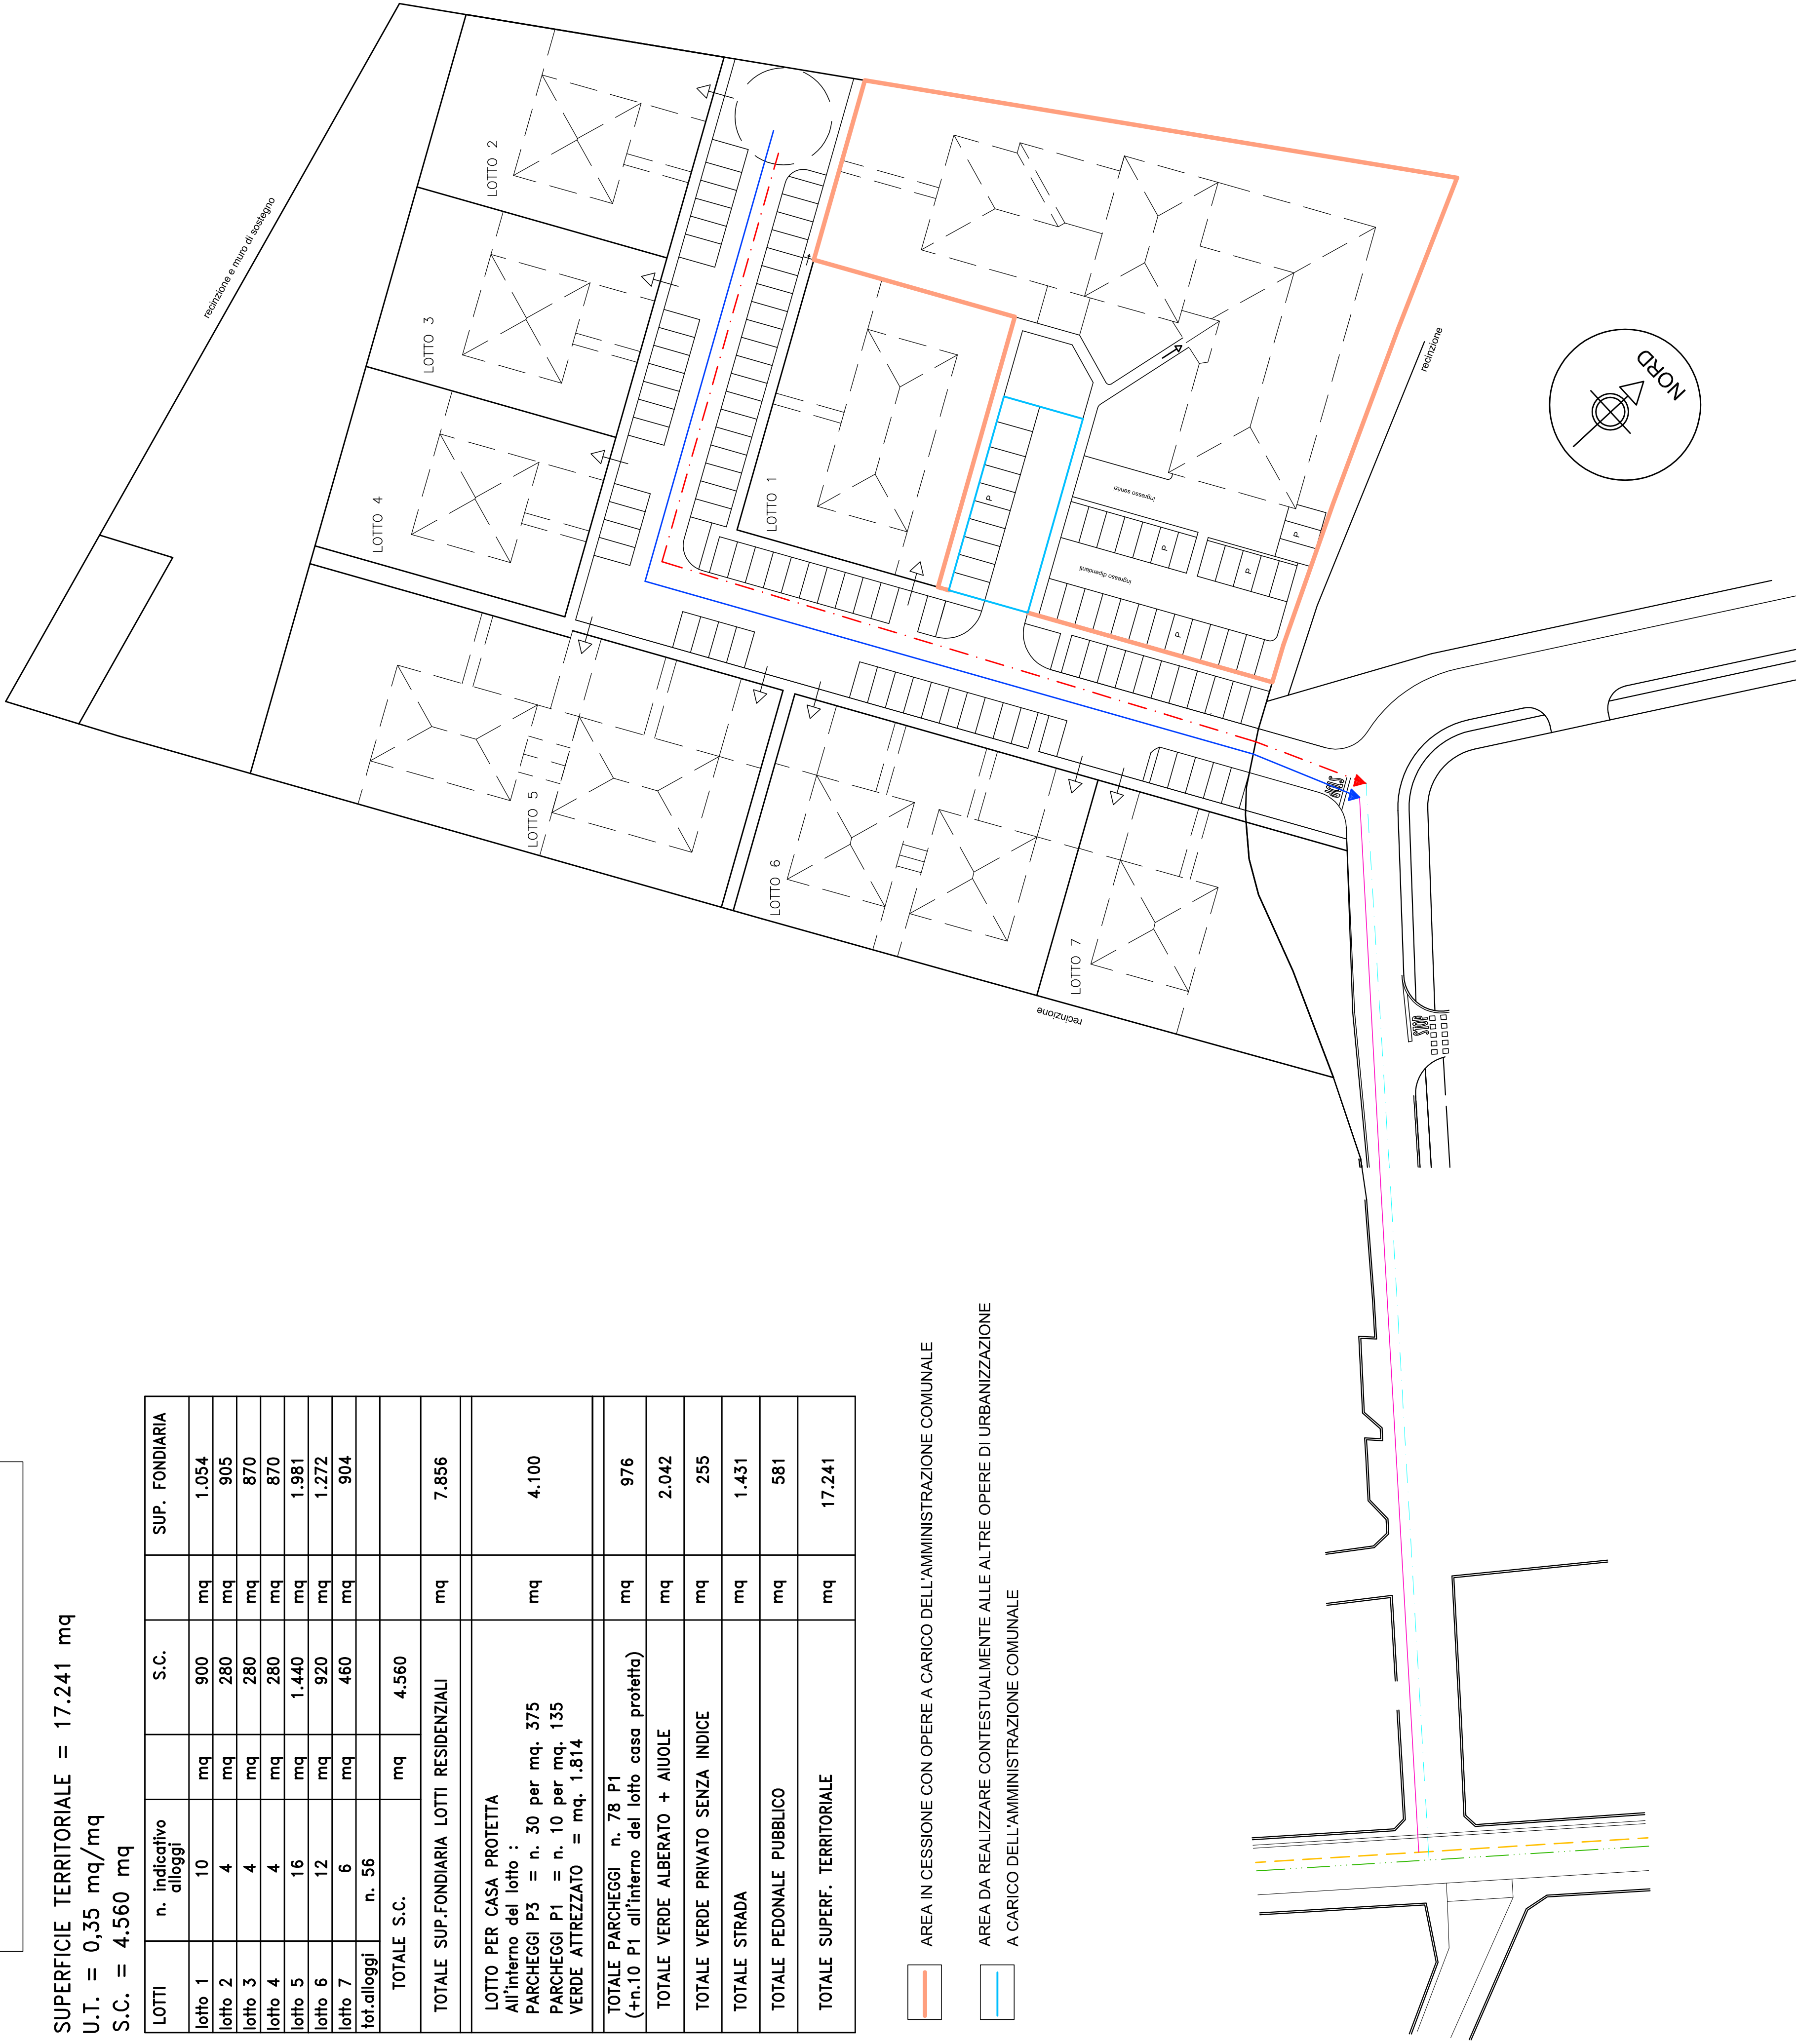 SUPERFICIE TERRITORIALE = 17.241 mq
U.T. = 0,35 mq/mq
S.C. = 4.560 mq
LOTTI n. indicativo alloggi S.C. SUP. FONDIARIA
lotto 1 10 mq 900 mq 1.054
lotto 2 4 mq 280 mq 905
lotto 3 4 mq 280 mq 870
lotto 4 4 mq 280 mq 870
lotto 5 16 mq 1.440 mq 1.981
lotto 6 12 mq 920 mq 1.272
lotto 7 6 mq 460 mq 904
tot.alloggi n. 56
TOTALE S.C. mq 4.560
TOTALE SUP.FONDIARIA LOTTI RESIDENZIALI mq 7.856
LOTTO PER CASA PROTETTA
All'interno del lotto :
PARCHEGGI P3 = n. 30 per mq. 375
PARCHEGGI P1 = n. 10 per mq. 135
VERDE ATTREZZATO = mq. 1.814
mq 4.100
TOTALE PARCHEGGI n. 78 P1
(+n.10 P1 all'interno del lotto casa protetta)
mq 976
TOTALE VERDE ALBERATO + AIUOLE mq 2.042
TOTALE VERDE PRIVATO SENZA INDICE mq 255
TOTALE STRADA mq 1.431
TOTALE PEDONALE PUBBLICO mq 581
TOTALE SUPERF. TERRITORIALE mq 17.241
AREA IN CESSIONE CON OPERE A CARICO DELL'AMMINISTRAZIONE COMUNALE
AREA DA REALIZZARE CONTESTUALMENTE ALLE ALTRE OPERE DI URBANIZZAZIONE
A CARICO DELL'AMMINISTRAZIONE COMUNALE
recinzione e muro di sostegno
LOTTO 2
LOTTO 3
LOTTO 4
LOTTO 1
LOTTO 5
LOTTO 6
LOTTO 7
recinzione
recinzione
ingresso servizi
ingresso dipendenti
P
P
P
P
P
STOP
STOP
NORD